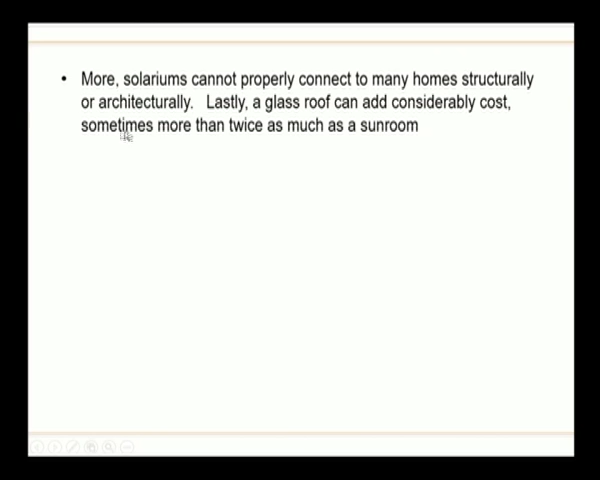 • More, solariums cannot properly connect to many homes structurally
or architecturally. Lastly, a glass roof can add considerably cost,
sometimes more than twice as much as a sunroom